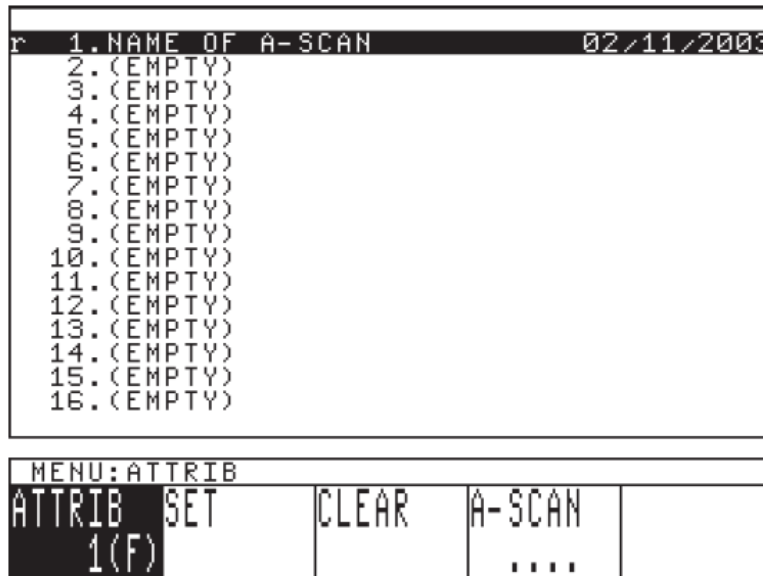 r 1.NAME OF A-SCAN 02/11/2003
2.(EMPTY)
3.(EMPTY)
4.(EMPTY)
5.(EMPTY)
6.(EMPTY)
7.(EMPTY)
8.(EMPTY)
9.(EMPTY)
10.(EMPTY)
11.(EMPTY)
12.(EMPTY)
13.(EMPTY)
14.(EMPTY)
15.(EMPTY)
16.(EMPTY)
MENU:ATTRIB
ATTRIB SET CLEAR A-SCAN
1(F) ....